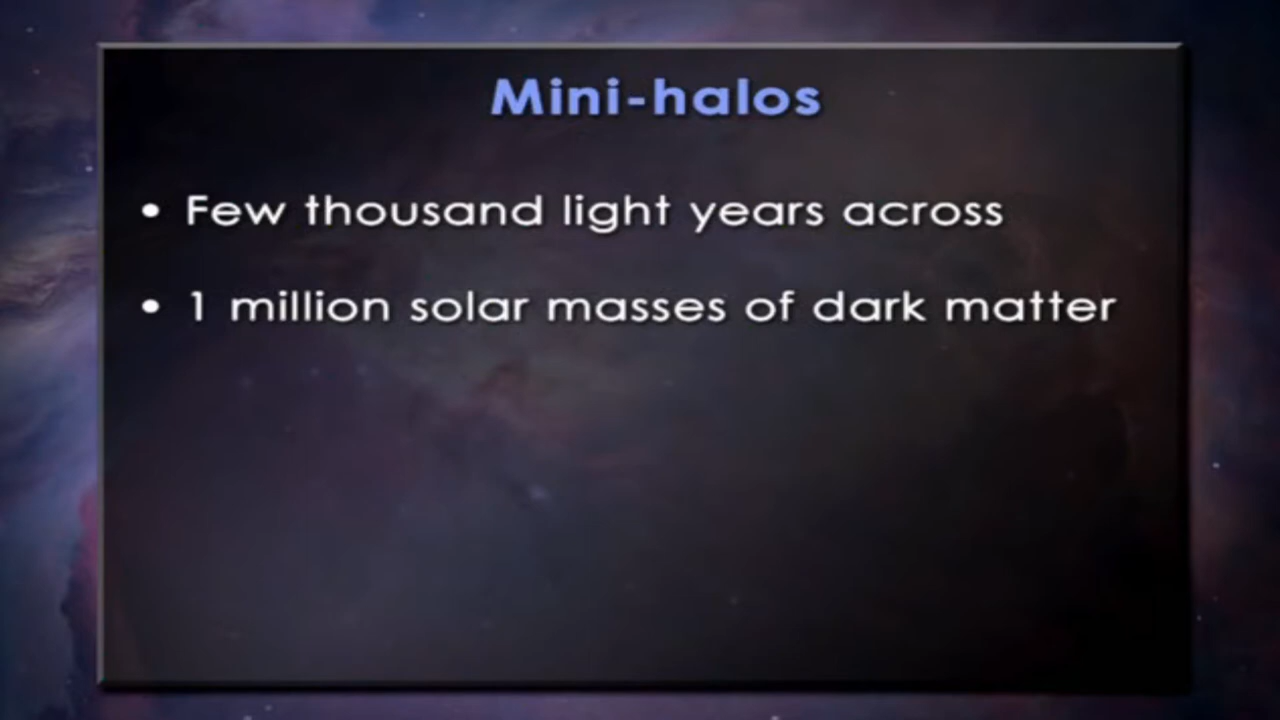 Mini-halos
• Few thousand light years across
• 1 million solar masses of dark matter